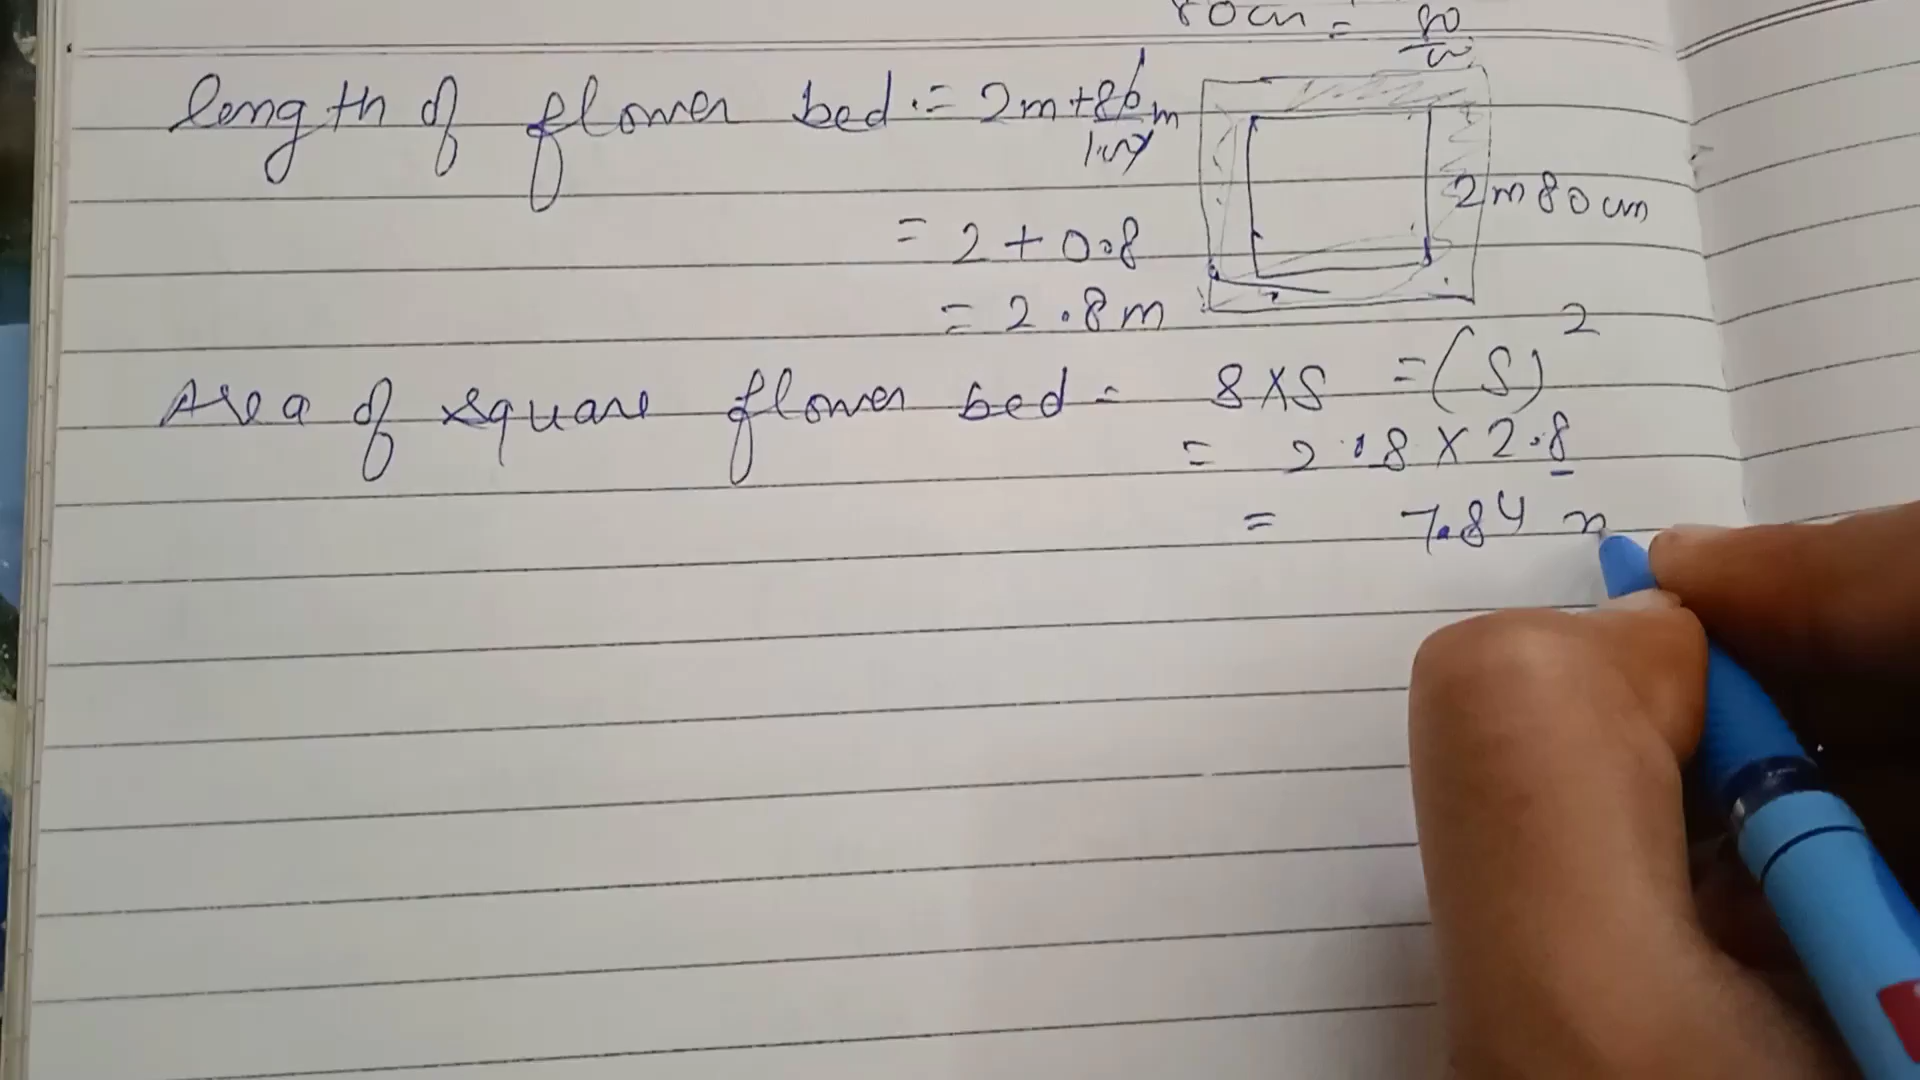 80cm = 80
length of flower bed = 2m + 80/100 m
2m 80 cm
= 2 + 0.8
= 2.8m
Area of square flower bed = S X S = (S)²
= 2.8 X 2.8
= 7.84 m